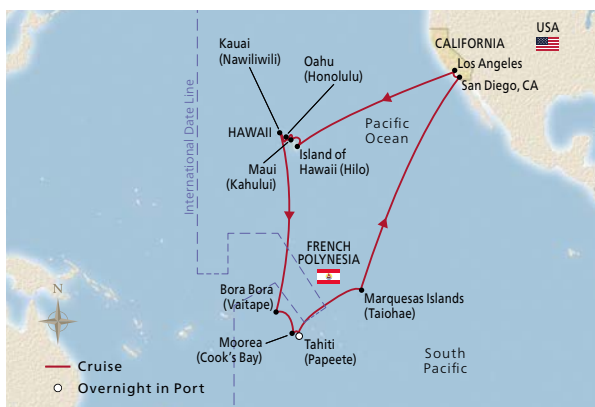 USA
CALIFORNIA
Los Angeles
San Diego, CA
Kauai
(Nawiliwili)
Oahu
(Honolulu)
HAWAII
Maui
(Kahului)
Island of
Hawaii (Hilo)
Pacific
Ocean
International Date Line
FRENCH
POLYNESIA
Bora Bora
(Vaitape)
Marquesas Islands
(Taiohae)
Moorea
(Cook's Bay)
Tahiti
(Papeete)
South
Pacific
N
Cruise
Overnight in Port